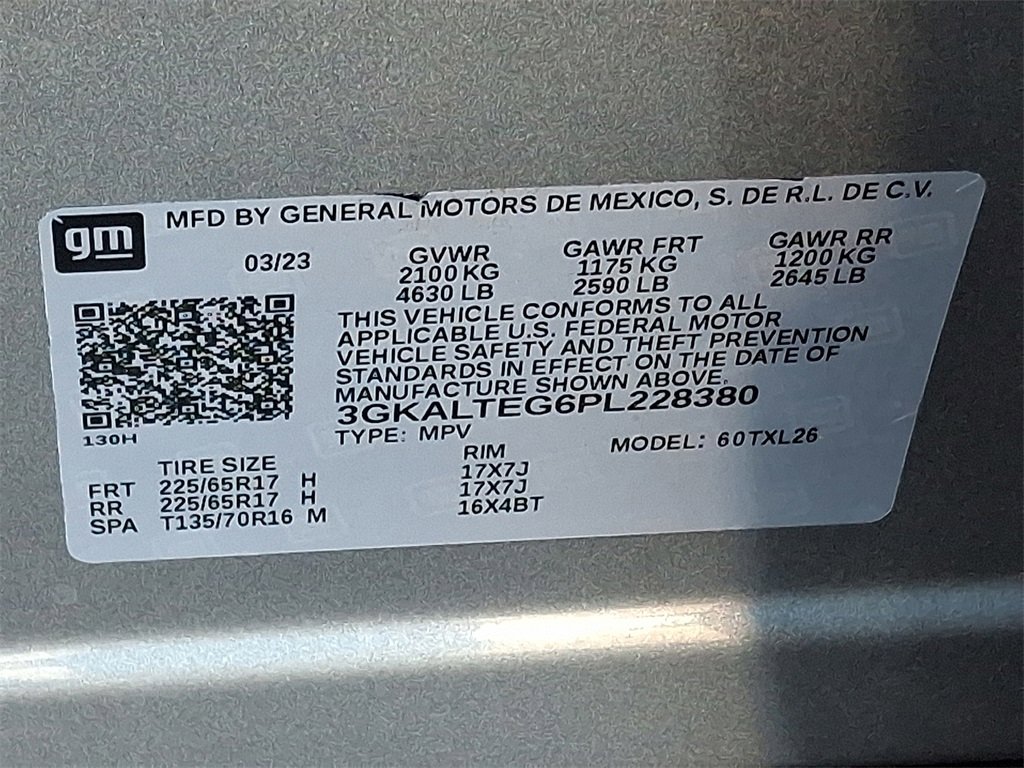 gm MFD BY GENERAL MOTORS DE MEXICO, S. DE R.L. DE C.V.
03/23
GVWR GAWR FRT GAWR RR
2100 KG 1175 KG 1200 KG
4630 LB 2590 LB 2645 LB
THIS VEHICLE CONFORMS TO ALL
APPLICABLE U.S. FEDERAL MOTOR
VEHICLE SAFETY AND THEFT PREVENTION
STANDARDS IN EFFECT ON THE DATE OF
MANUFACTURE SHOWN ABOVE.
3GKALTEG6PL228380
130H
TYPE: MPV MODEL: 60TXL26
TIRE SIZE RIM
FRT 225/65R17 H 17X7J
RR 225/65R17 H 17X7J
SPA T135/70R16 M 16X4BT